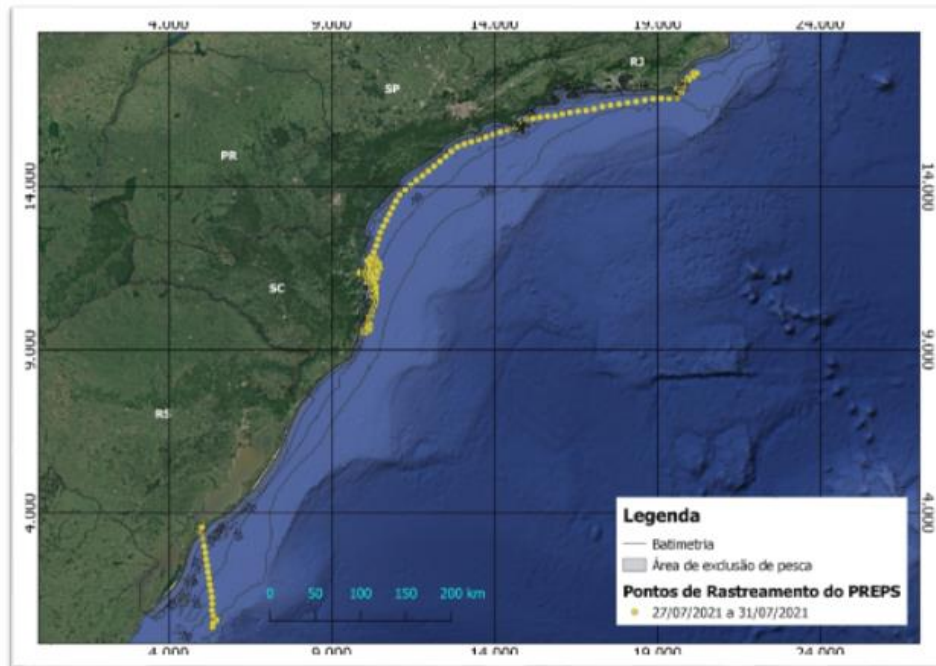 4.000 9.000 14.000 19.000 24.000
RJ
SP
PR
14.000 14.000
SC
9.000 9.000
RS
4.000 4.000
Legenda
Batimetria
Área de exclusão de pesca
Pontos de Rastreamento do PREPS
27/07/2021 a 31/07/2021
0 50 100 150 200 km
4.000 9.000 14.000 19.000 24.000